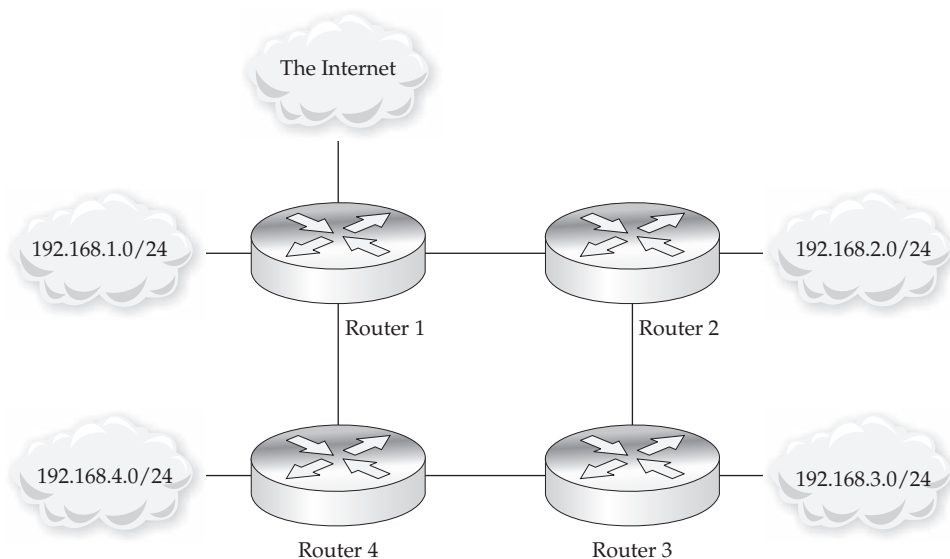 The Internet
192.168.1.0/24
192.168.2.0/24
Router 1
Router 2
192.168.4.0/24
192.168.3.0/24
Router 4
Router 3